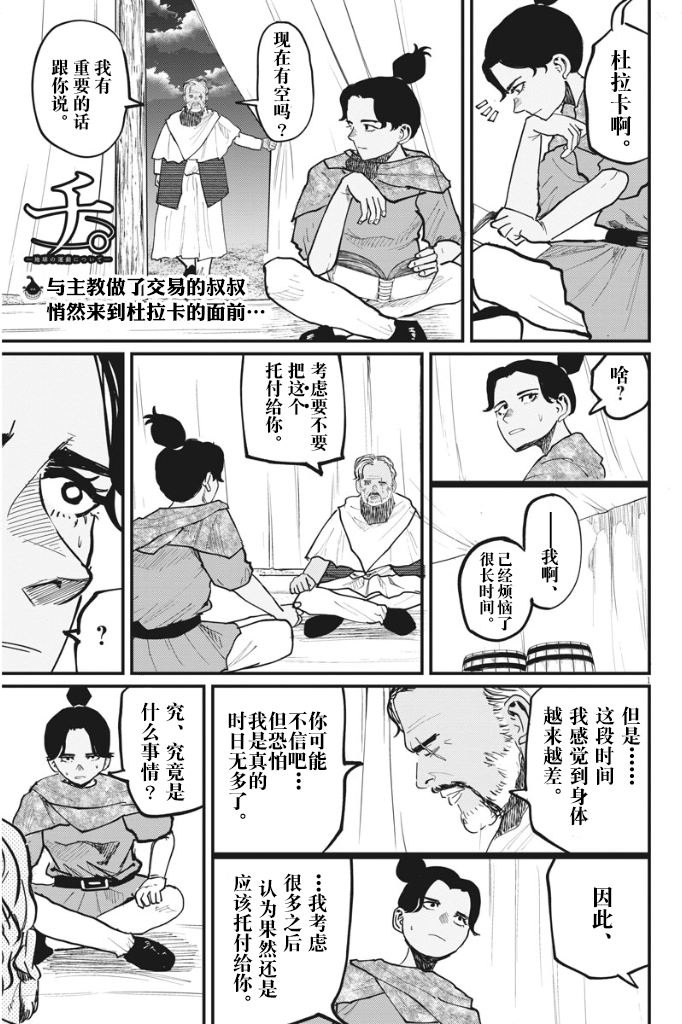 杜拉卡啊。
现在有空吗？
我有
重要的话
跟你说。
チ。
―地球の運動について―
与主教做了交易的叔叔
悄然来到杜拉卡的面前…
啥？
——我啊、
已经烦恼了
很长时间。
考虑要不要
把这个
托付给你。
？
但是……
这段时间
我感觉到身体
越来越差。
你可能
不信吧…
但恐怕
我是真的
时日无多了。
究、究竟是
什么事情？
因此、
…我考虑
很多之后
认为果然还是
应该托付给你。
1